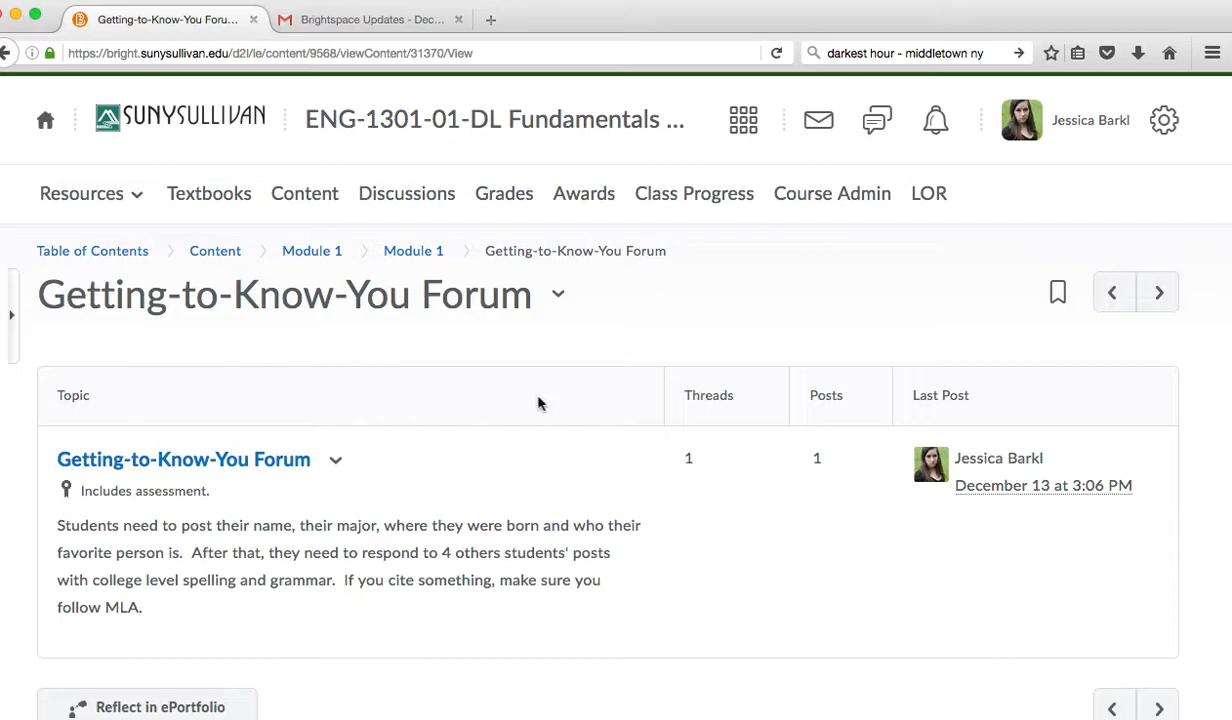 Getting-to-Know-You Foru... Brightspace Updates - Dec...
https://bright.sunysullivan.edu/d2l/le/content/9568/viewContent/31370/View darkest hour - middletown ny
SUNYSULLIVAN ENG-1301-01-DL Fundamentals ... Jessica Barkl
Resources Textbooks Content Discussions Grades Awards Class Progress Course Admin LOR
Table of Contents Content Module 1 Module 1 Getting-to-Know-You Forum
Getting-to-Know-You Forum
Topic Threads Posts Last Post
Getting-to-Know-You Forum 1 1 Jessica Barkl
Includes assessment. December 13 at 3:06 PM
Students need to post their name, their major, where they were born and who their
favorite person is.  After that, they need to respond to 4 others students' posts
with college level spelling and grammar.  If you cite something, make sure you
follow MLA.
Reflect in ePortfolio